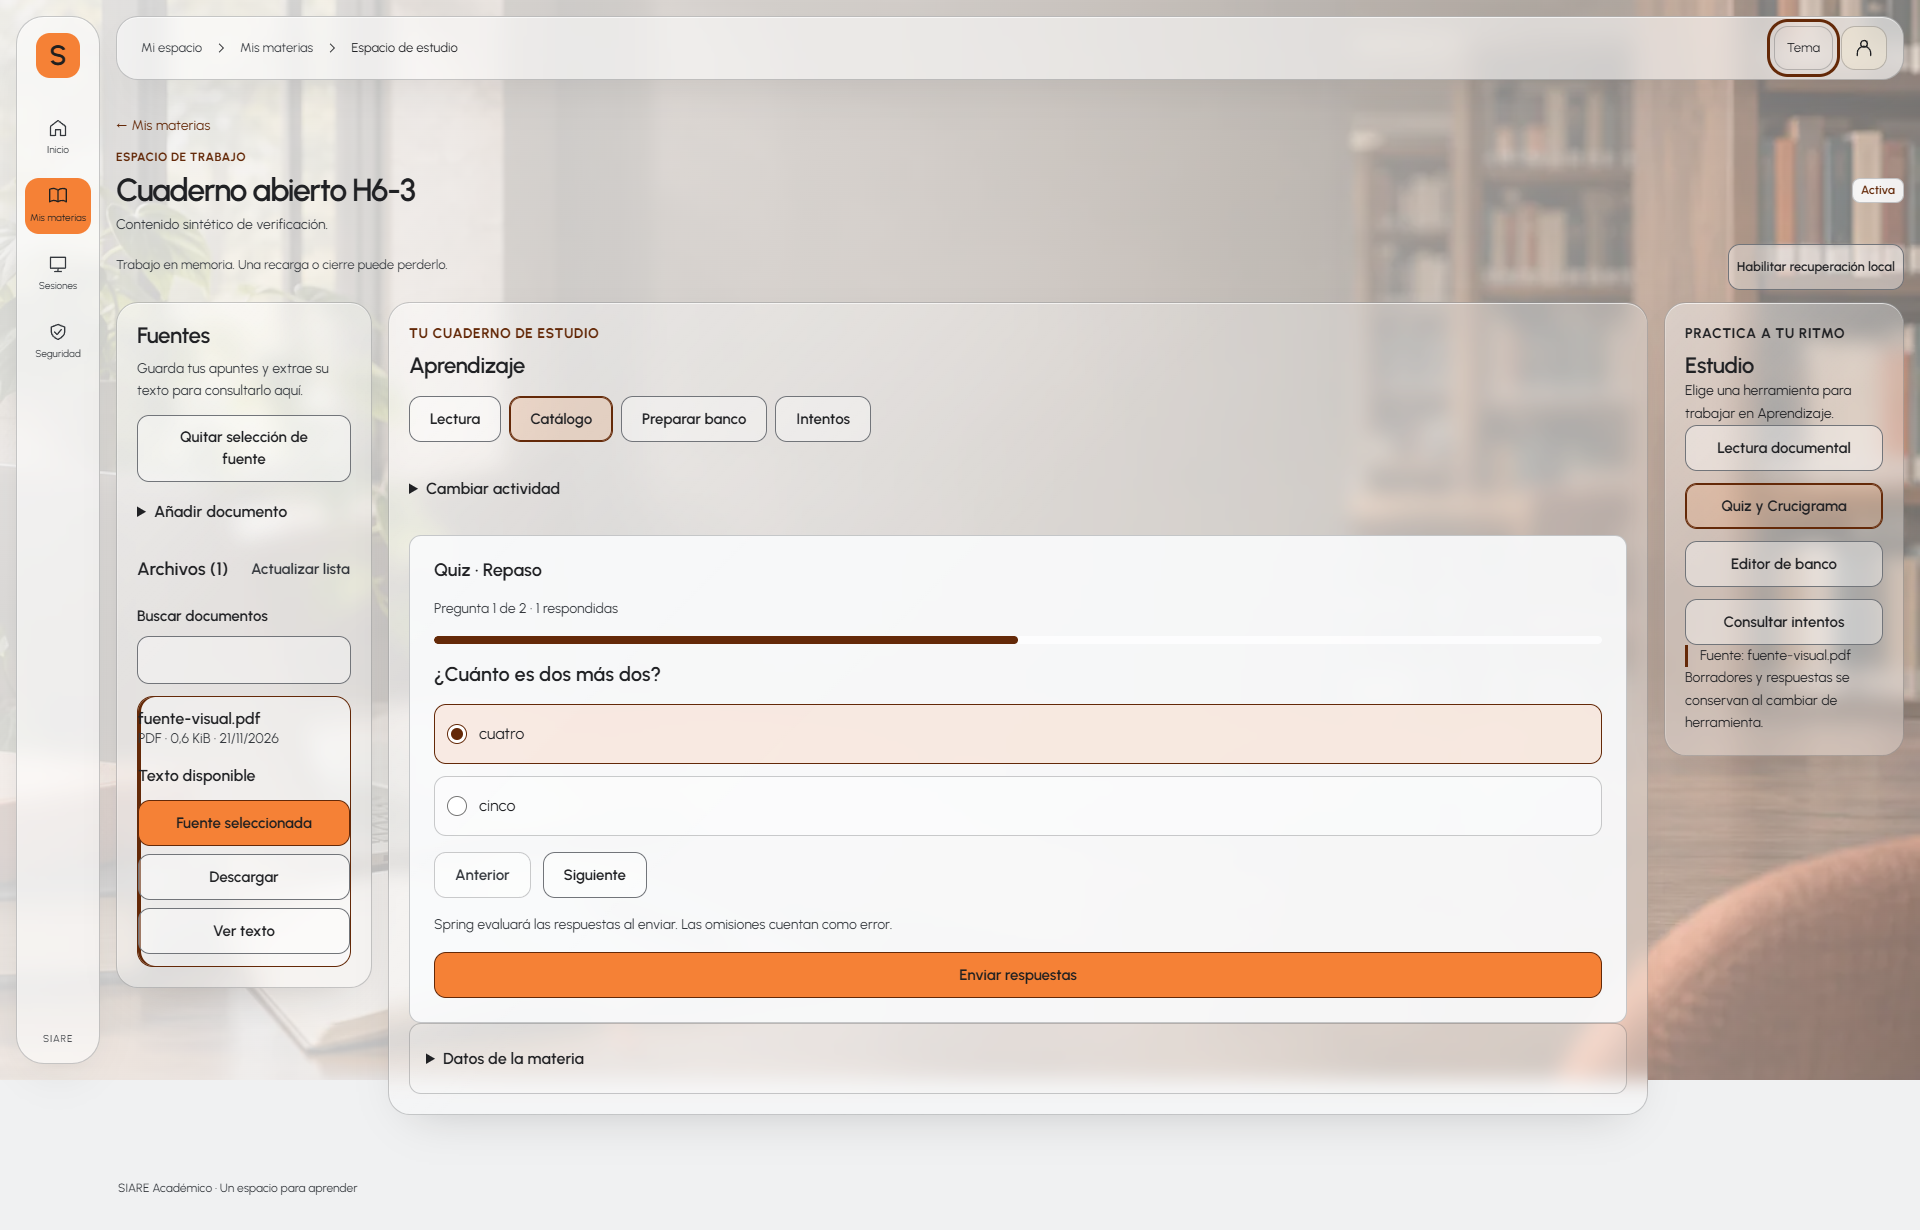 S
Inicio
Mis materias
Sesiones
Seguridad
SIARE
Mi espacio > Mis materias > Espacio de estudio
Tema
← Mis materias
ESPACIO DE TRABAJO
Cuaderno abierto H6-3
Activa
Contenido sintético de verificación.
Trabajo en memoria. Una recarga o cierre puede perderlo.
Habilitar recuperación local
Fuentes
Guarda tus apuntes y extrae su
texto para consultarlo aquí.
Quitar selección de
fuente
Añadir documento
Archivos (1)
Actualizar lista
Buscar documentos
fuente-visual.pdf
PDF · 0,6 KiB · 21/11/2026
Texto disponible
Fuente seleccionada
Descargar
Ver texto
TU CUADERNO DE ESTUDIO
Aprendizaje
Lectura
Catálogo
Preparar banco
Intentos
Cambiar actividad
Quiz · Repaso
Pregunta 1 de 2 · 1 respondidas
¿Cuánto es dos más dos?
cuatro
cinco
Anterior
Siguiente
Spring evaluará las respuestas al enviar. Las omisiones cuentan como error.
Enviar respuestas
Datos de la materia
PRACTICA A TU RITMO
Estudio
Elige una herramienta para
trabajar en Aprendizaje.
Lectura documental
Quiz y Crucigrama
Editor de banco
Consultar intentos
Fuente: fuente-visual.pdf
Borradores y respuestas se
conservan al cambiar de
herramienta.
SIARE Académico · Un espacio para aprender